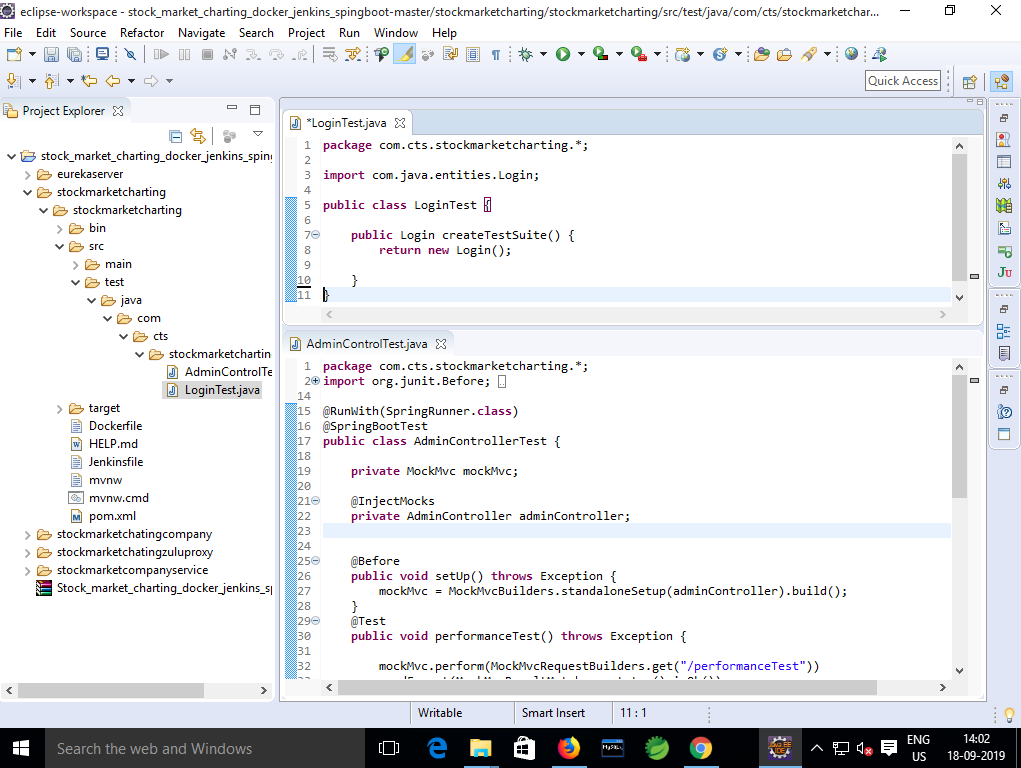 eclipse-workspace - stock_market_charting_docker_jenkins_spingboot-master/stockmarketcharting/stockmarketcharting/src/test/java/com/cts/stockmarketchar...
File Edit Source Refactor Navigate Search Project Run Window Help
Quick Access
Project Explorer
stock_market_charting_docker_jenkins_spin
eurekaserver
stockmarketcharting
stockmarketcharting
bin
src
main
test
java
com
cts
stockmarketchartin
AdminControlTe
LoginTest.java
target
Dockerfile
HELP.md
Jenkinsfile
mvnw
mvnw.cmd
pom.xml
stockmarketchatingcompany
stockmarketchatingzuluproxy
stockmarketcompanyservice
Stock_market_charting_docker_jenkins_s
*LoginTest.java
1 package com.cts.stockmarketcharting.*;
2
3 import com.java.entities.Login;
4
5 public class LoginTest {
6
7 public Login createTestSuite() {
8 return new Login();
9
10 }
11 }
AdminControlTest.java
1 package com.cts.stockmarketcharting.*;
2 import org.junit.Before;
14
15 @RunWith(SpringRunner.class)
16 @SpringBootTest
17 public class AdminControllerTest {
18
19 private MockMvc mockMvc;
20
21 @InjectMocks
22 private AdminController adminController;
23
24
25 @Before
26 public void setUp() throws Exception {
27 mockMvc = MockMvcBuilders.standaloneSetup(adminController).build();
28 }
29 @Test
30 public void performanceTest() throws Exception {
31
32 mockMvc.perform(MockMvcRequestBuilders.get("/performanceTest"))
Ju
Writable Smart Insert 11 : 1
Search the web and Windows
MySQL
JAVA EE IDE
ENG
US
14:02
18-09-2019